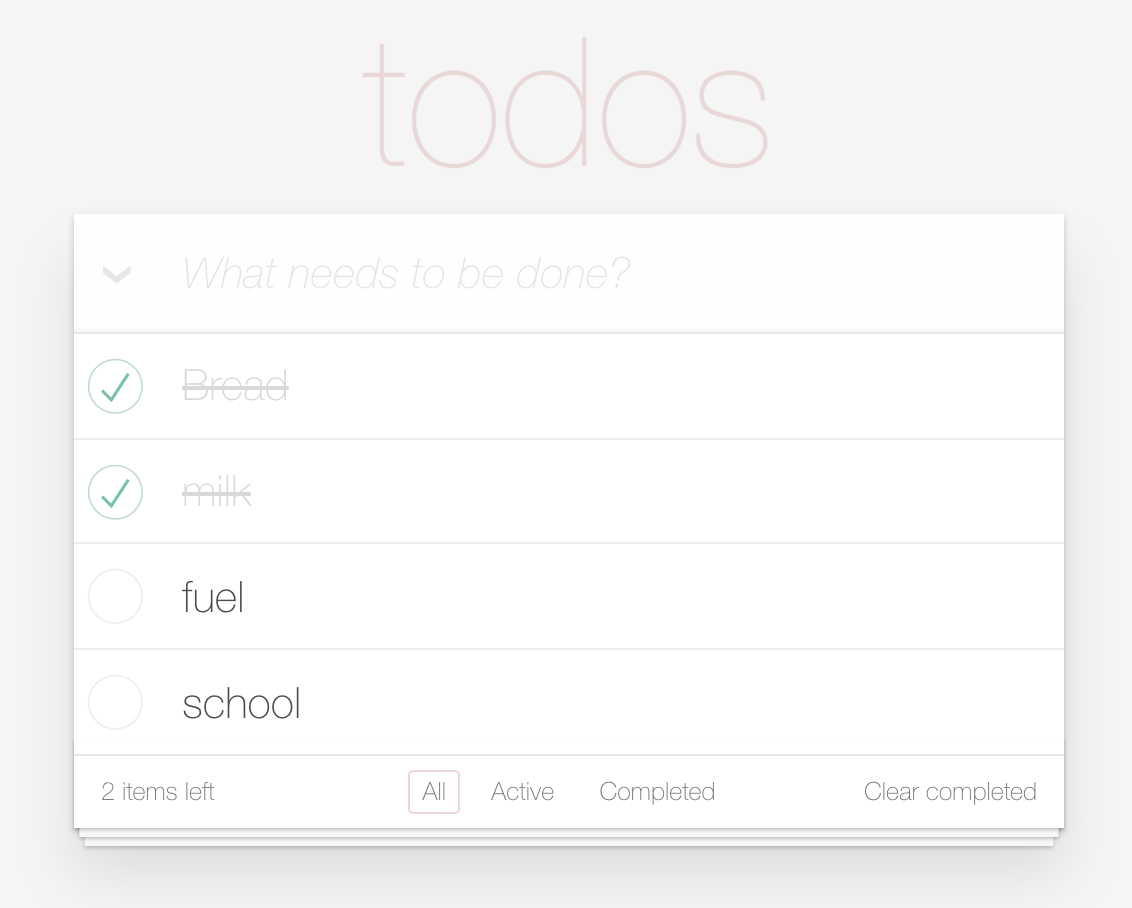 todos
What needs to be done?
Bread
milk
fuel
school
2 items left All Active Completed Clear completed